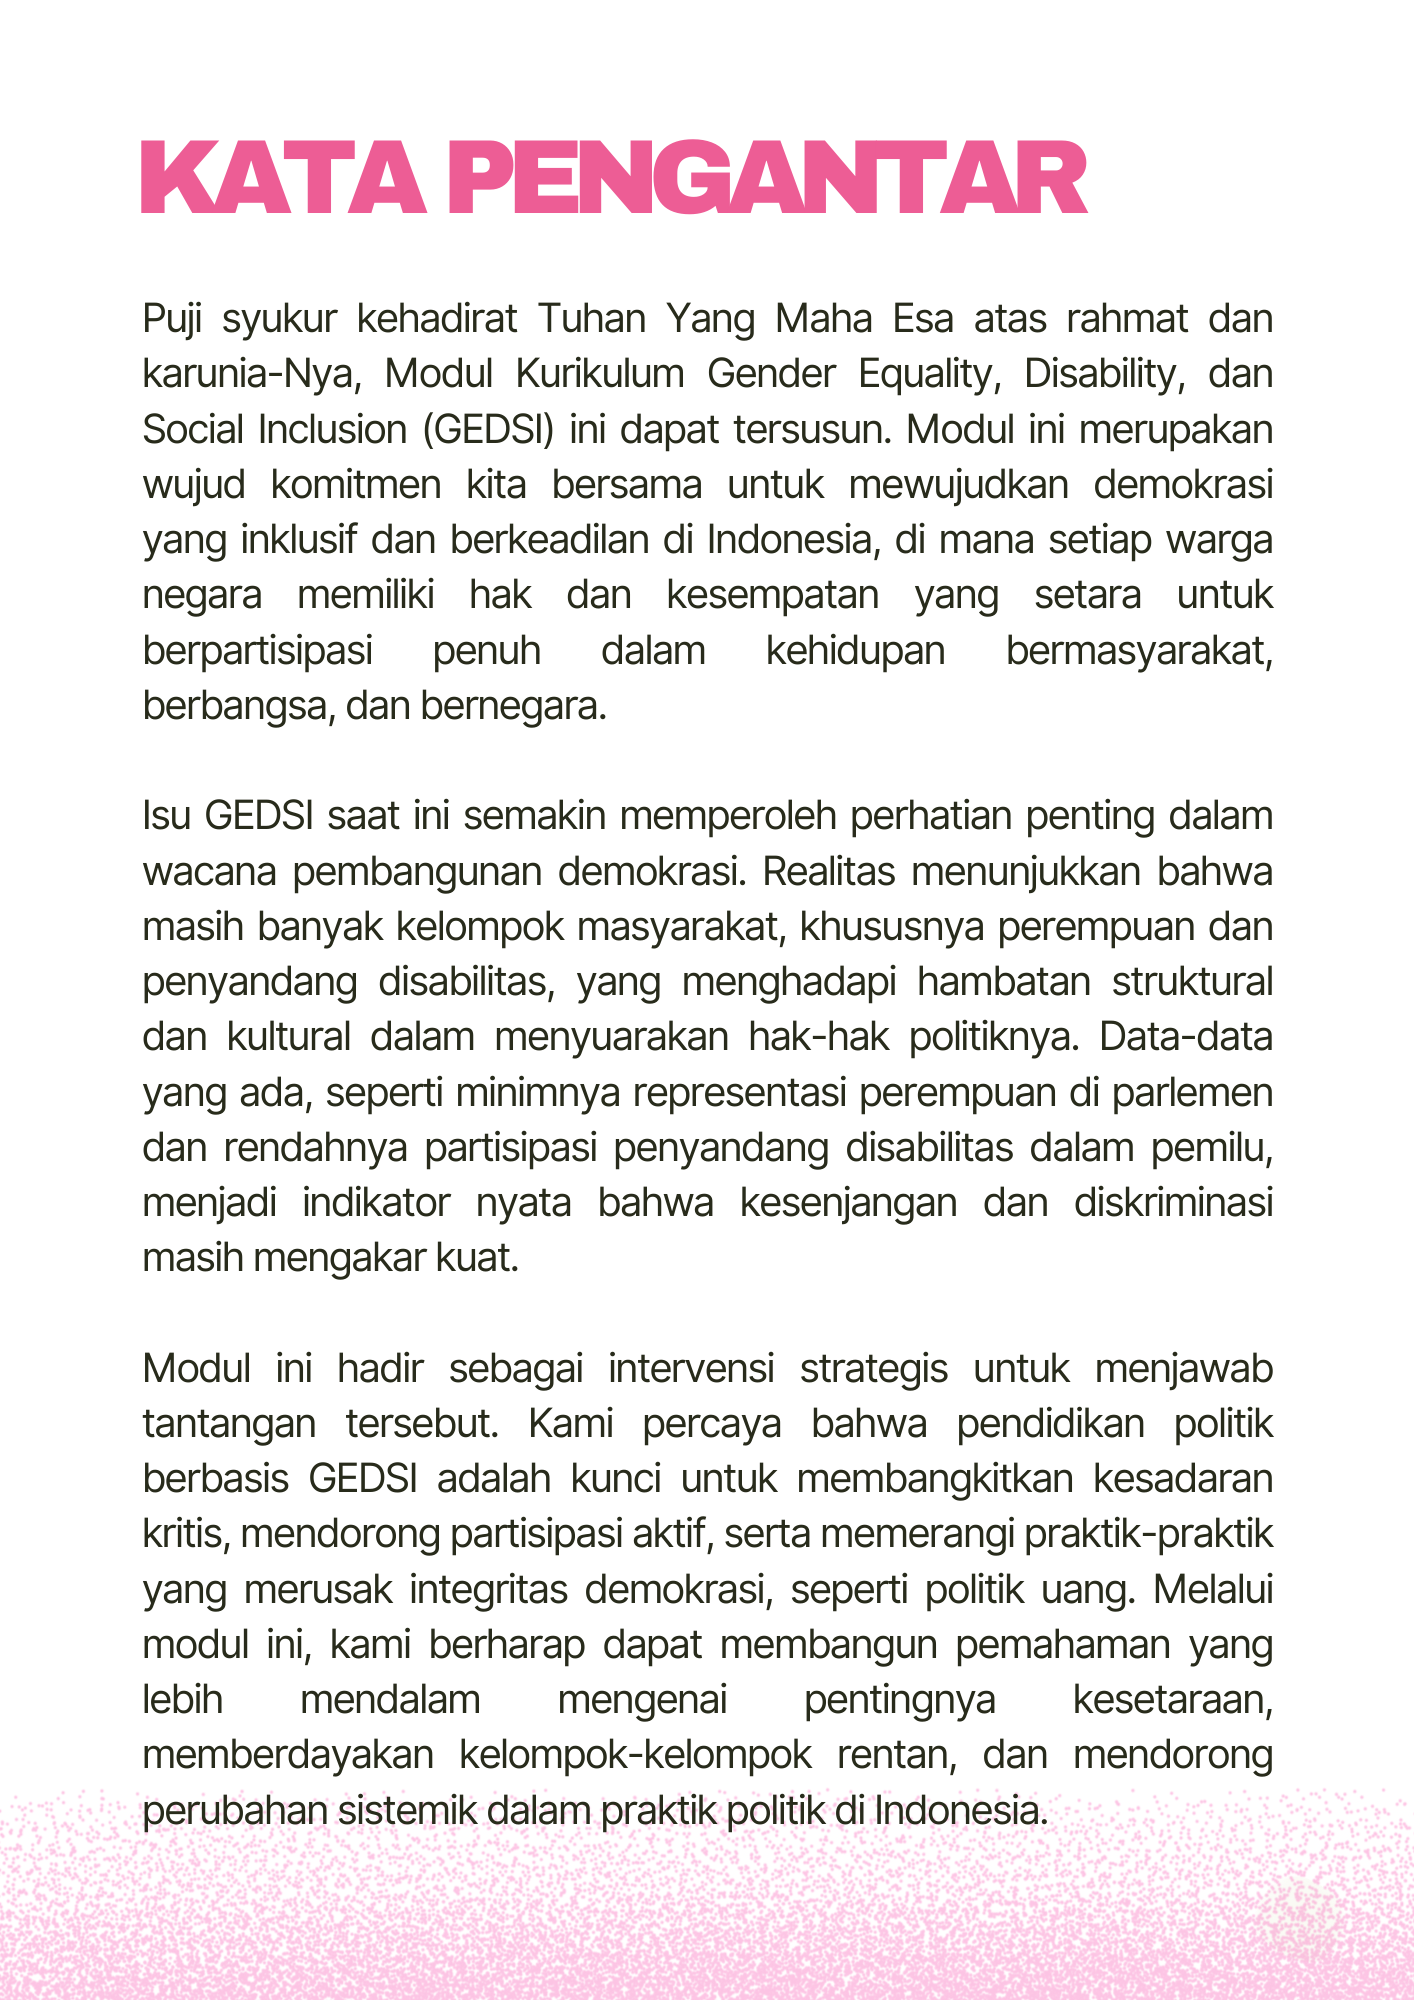 KATA PENGANTAR
Puji syukur kehadirat Tuhan Yang Maha Esa atas rahmat dan
karunia-Nya, Modul Kurikulum Gender Equality, Disability, dan
Social Inclusion (GEDSI) ini dapat tersusun. Modul ini merupakan
wujud komitmen kita bersama untuk mewujudkan demokrasi
yang inklusif dan berkeadilan di Indonesia, di mana setiap warga
negara memiliki hak dan kesempatan yang setara untuk
berpartisipasi penuh dalam kehidupan bermasyarakat,
berbangsa, dan bernegara.
Isu GEDSI saat ini semakin memperoleh perhatian penting dalam
wacana pembangunan demokrasi. Realitas menunjukkan bahwa
masih banyak kelompok masyarakat, khususnya perempuan dan
penyandang disabilitas, yang menghadapi hambatan struktural
dan kultural dalam menyuarakan hak-hak politiknya. Data-data
yang ada, seperti minimnya representasi perempuan di parlemen
dan rendahnya partisipasi penyandang disabilitas dalam pemilu,
menjadi indikator nyata bahwa kesenjangan dan diskriminasi
masih mengakar kuat.
Modul ini hadir sebagai intervensi strategis untuk menjawab
tantangan tersebut. Kami percaya bahwa pendidikan politik
berbasis GEDSI adalah kunci untuk membangkitkan kesadaran
kritis, mendorong partisipasi aktif, serta memerangi praktik-praktik
yang merusak integritas demokrasi, seperti politik uang. Melalui
modul ini, kami berharap dapat membangun pemahaman yang
lebih mendalam mengenai pentingnya kesetaraan,
memberdayakan kelompok-kelompok rentan, dan mendorong
perubahan sistemik dalam praktik politik di Indonesia.